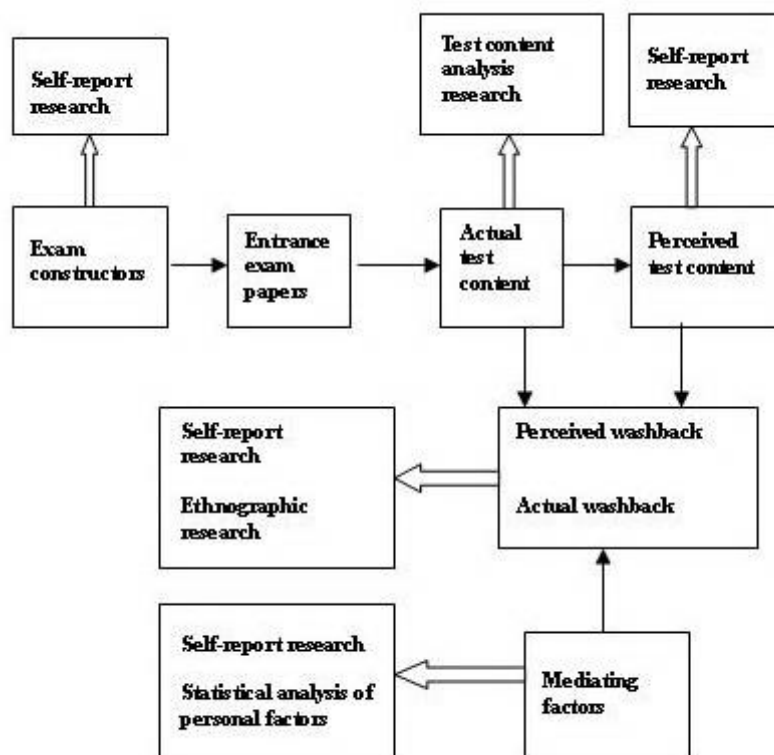 Self-report
research
Test content
analysis
research
Self-report
research
Exam
constructors
Entrance
exam
papers
Actual
test
content
Perceived
test content
Self-report
research
Ethnographic
research
Perceived washback
Actual washback
Self-report research
Statistical analysis of
personal factors
Mediating
factors